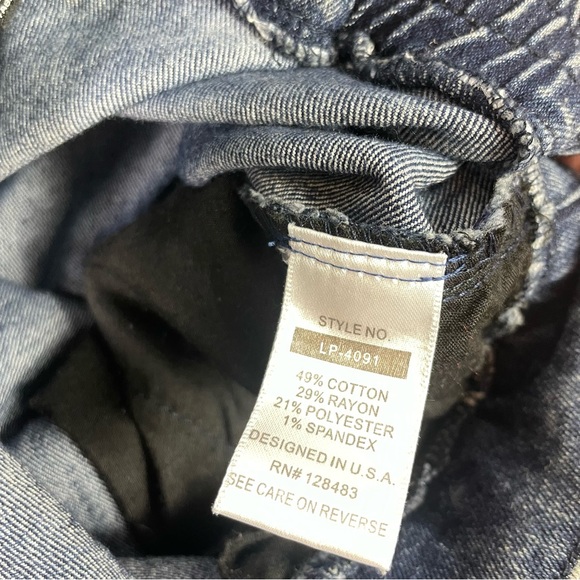 STYLE NO.
LP-4091
49% COTTON
29% RAYON
21% POLYESTER
1% SPANDEX
DESIGNED IN U.S.A.
RN# 128483
SEE CARE ON REVERSE